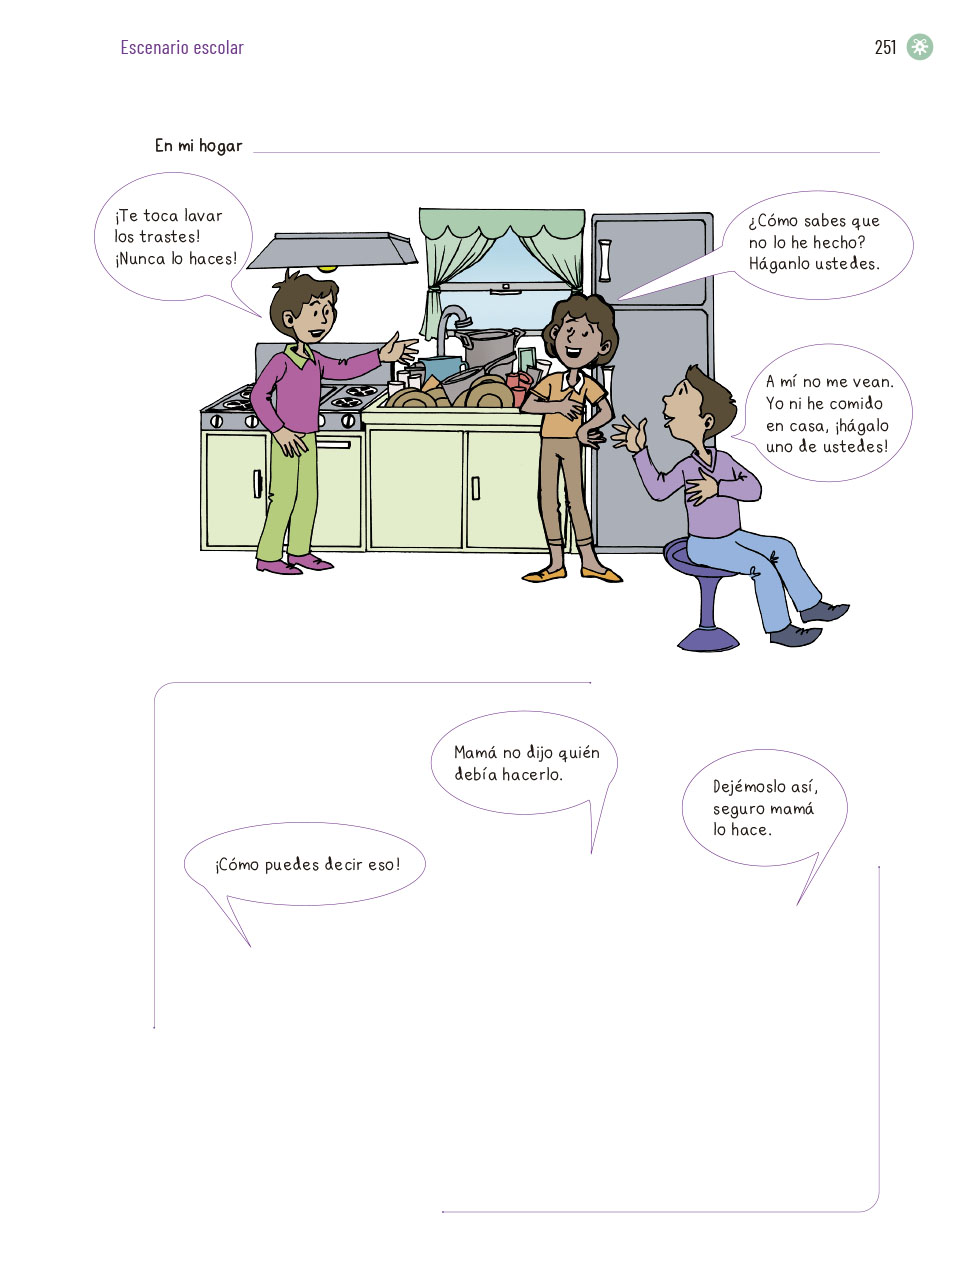 Escenario escolar
251
En mi hogar
¡Te toca lavar
los trastes!
¡Nunca lo haces!
¿Cómo sabes que
no lo he hecho?
Háganlo ustedes.
A mí no me vean.
Yo ni he comido
en casa, ¡hágalo
uno de ustedes!
Mamá no dijo quién
debía hacerlo.
Dejémoslo así,
seguro mamá
lo hace.
¡Cómo puedes decir eso!